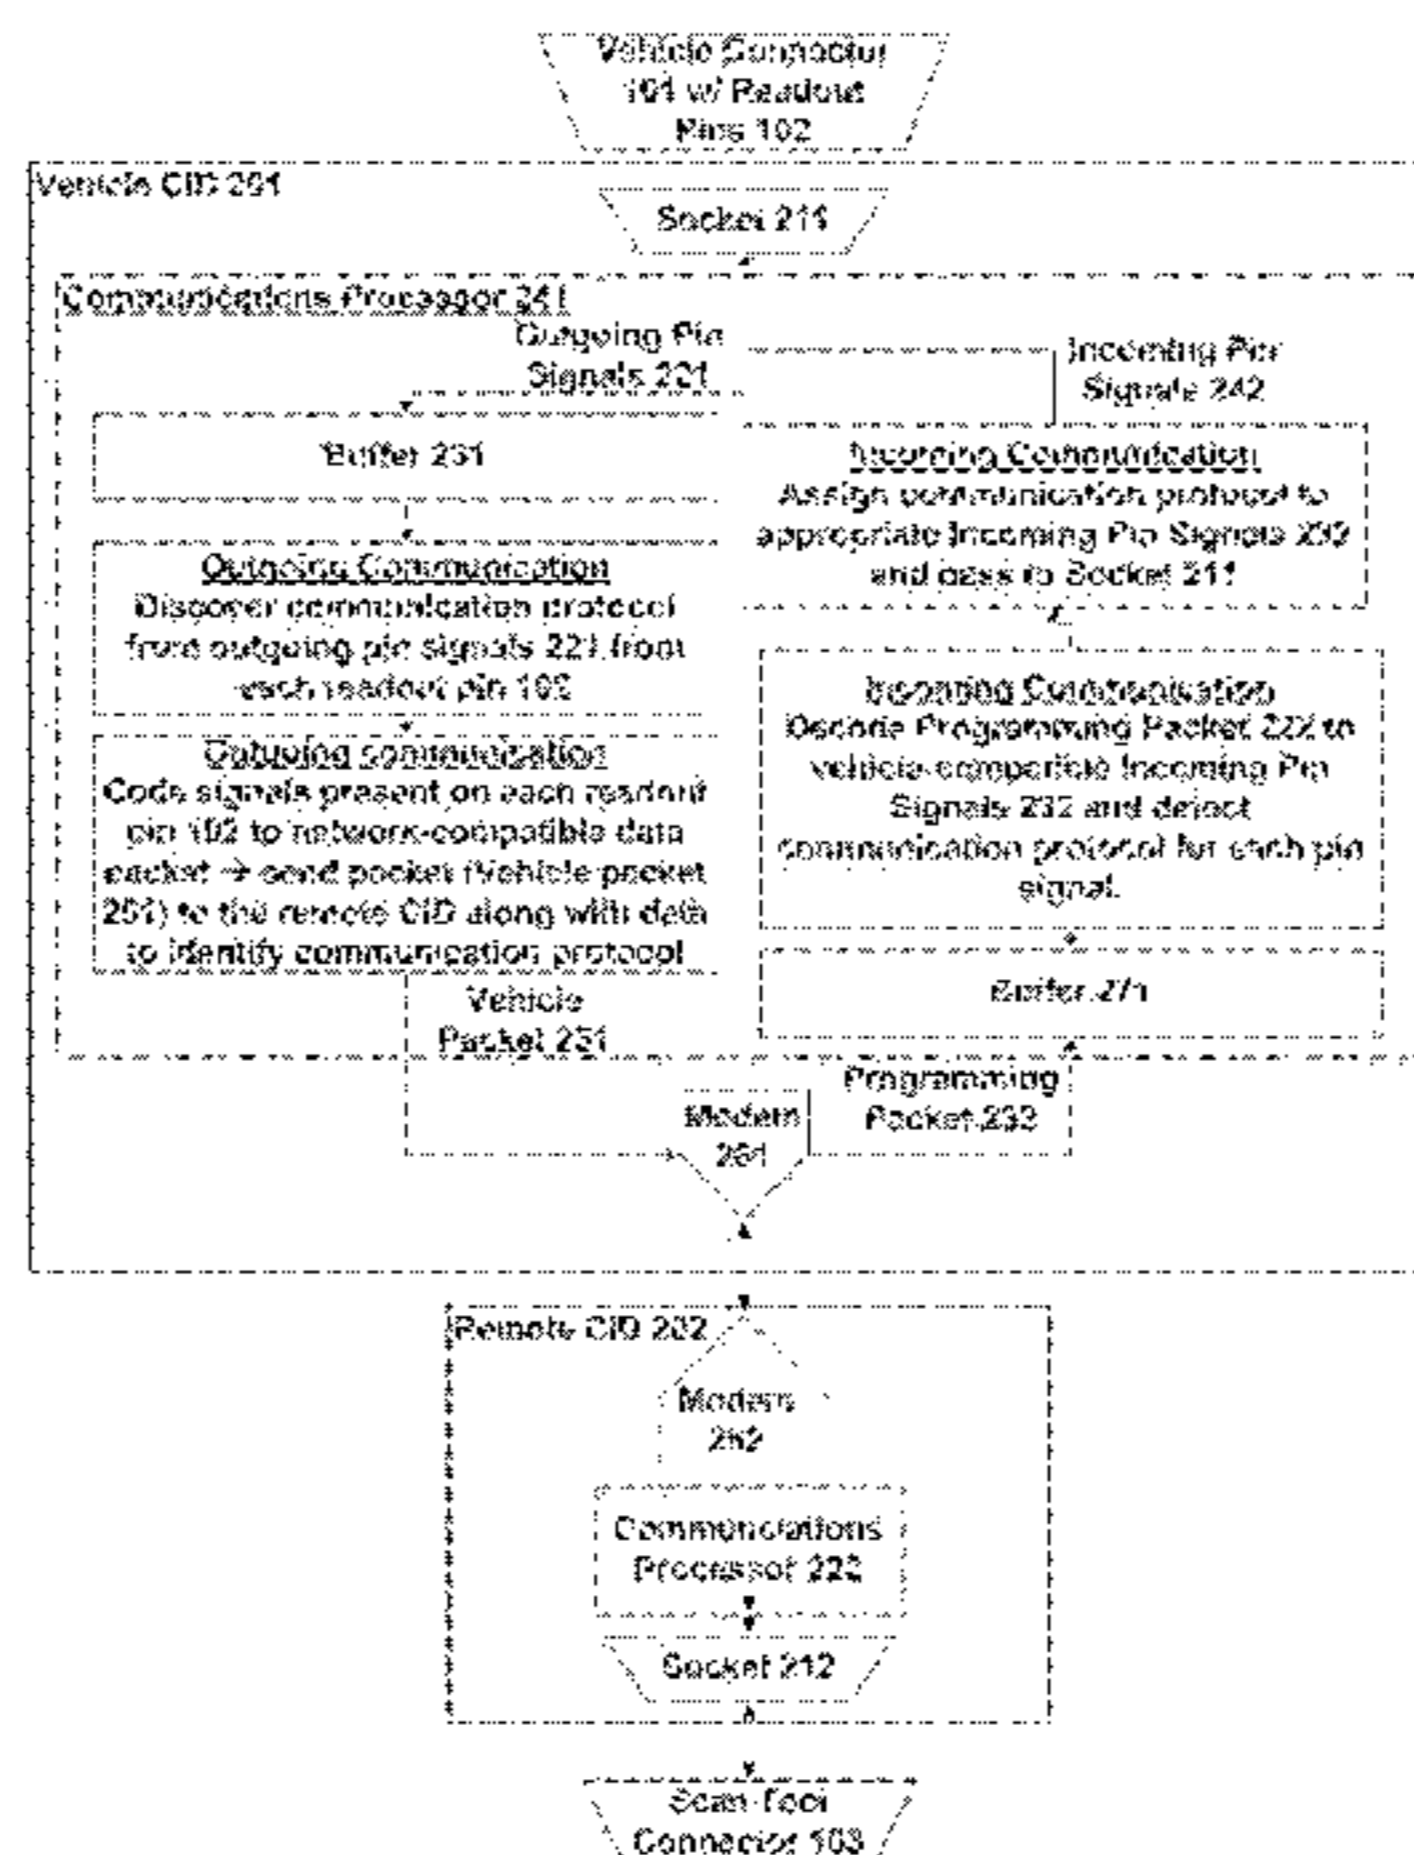 Vehicle Connector
101 w/ Readout
Pins 102
Vehicle CID 201
Socket 211
Communications Processor 241
Outgoing Pin
Signals 221
Incoming Pin
Signals 242
Buffer 231
Incoming Communication
Assign communication protocol to
appropriate Incoming Pin Signals 232
and pass to Socket 211
Outgoing Communication
Discover communication protocol
from outgoing pin signals 221 from
each readout pin 102
Incoming Communication
Decode Programming Packet 222 to
vehicle-compatible Incoming Pin
Signals 232 and detect
communication protocol for each pin
signal.
Outgoing communication
Code signals present on each readout
pin 102 to network-compatible data
packet → send packet (Vehicle packet
251) to the remote CID along with data
to identify communication protocol
Buffer
Vehicle
Packet 251
Programming
Packet
Modem
261
Remote CID 202
Modem
262
Communciations
Processor 222
Socket 212
Scan Tool
Connector 103